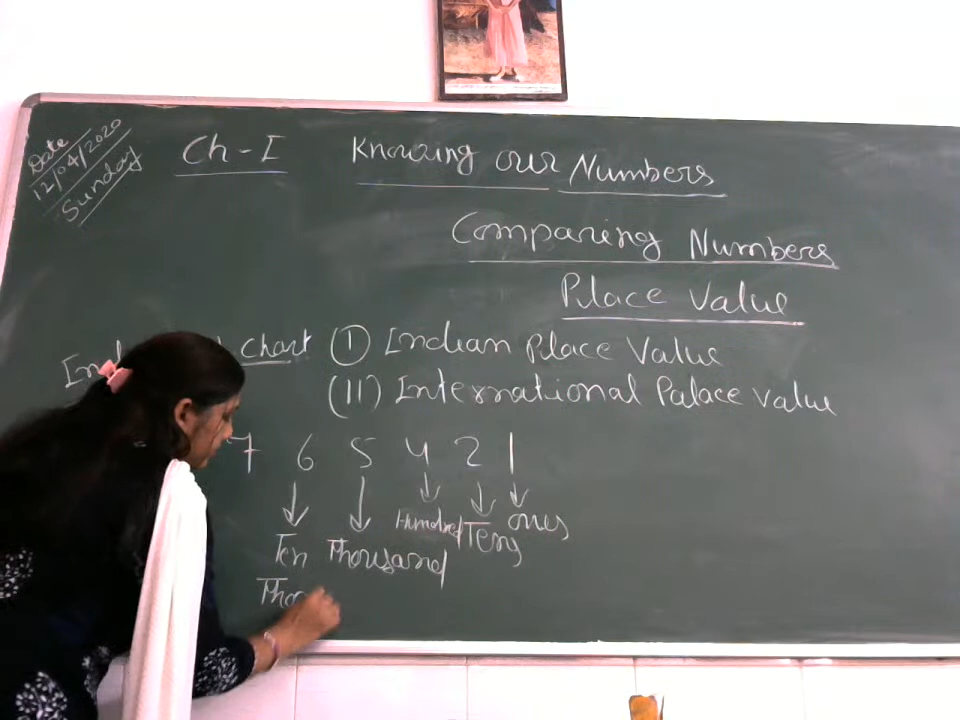 Date
12/04/2020
Sunday
Ch-I Knowing our Numbers
Comparing Numbers
Place Value
chart (I) Indian Place Value
(II) International Palace value
7 6 5 4 2 1
Ten Thousand Hundred Tens ones
Thou